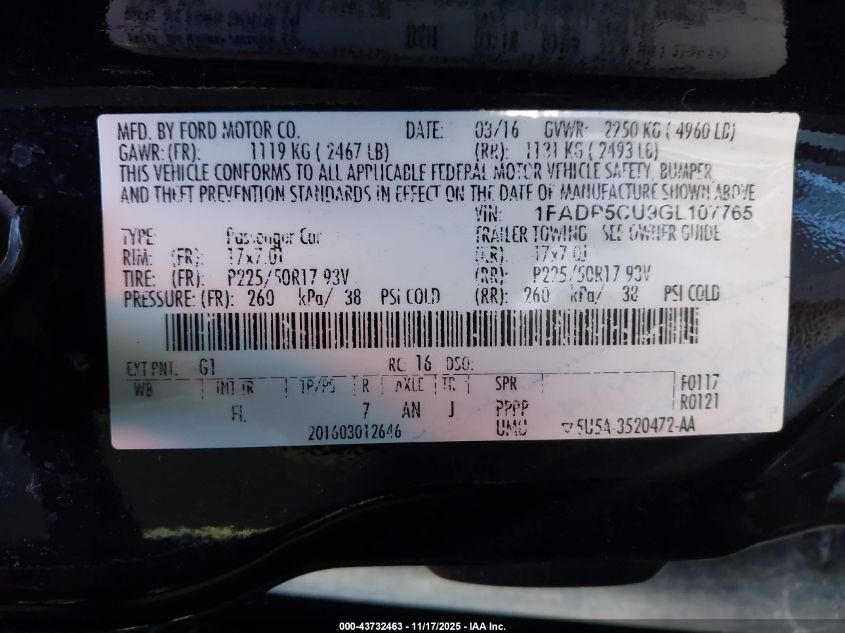 MFD. BY FORD MOTOR CO. DATE: 03/16 GVWR: 2250 KG ( 4960 LB)
GAWR:(FR): 1119 KG ( 2467 LB) (RR): 1131 KG ( 2493 LB)
THIS VEHICLE CONFORMS TO ALL APPLICABLE FEDERAL MOTOR VEHICLE SAFETY, BUMPER,
AND THEFT PREVENTION STANDARDS IN EFFECT ON THE DATE OF MANUFACTURE SHOWN ABOVE
VIN: 1FADP5CU9GL107765
TYPE: Passenger Car TRAILER TOWING - SEE OWNER GUIDE
RIM: (FR): 17x7.0J (RR): 17x7.0J
TIRE: (FR): P225/50R17 93V (RR): P225/50R17 93V
PRESSURE: (FR): 260 kPa/ 38 PSI COLD (RR): 260 kPa/ 38 PSI COLD
EXT PNT: G1 RC: 16 DSO:
WB INT TR TP/PS R AXLE TR SPR F0117
FL 7 AN J PPPP R0121
201603012646 UMU ▽5U5A-3520472-AA
000-43732463 - 11/17/2025 - IAA Inc.